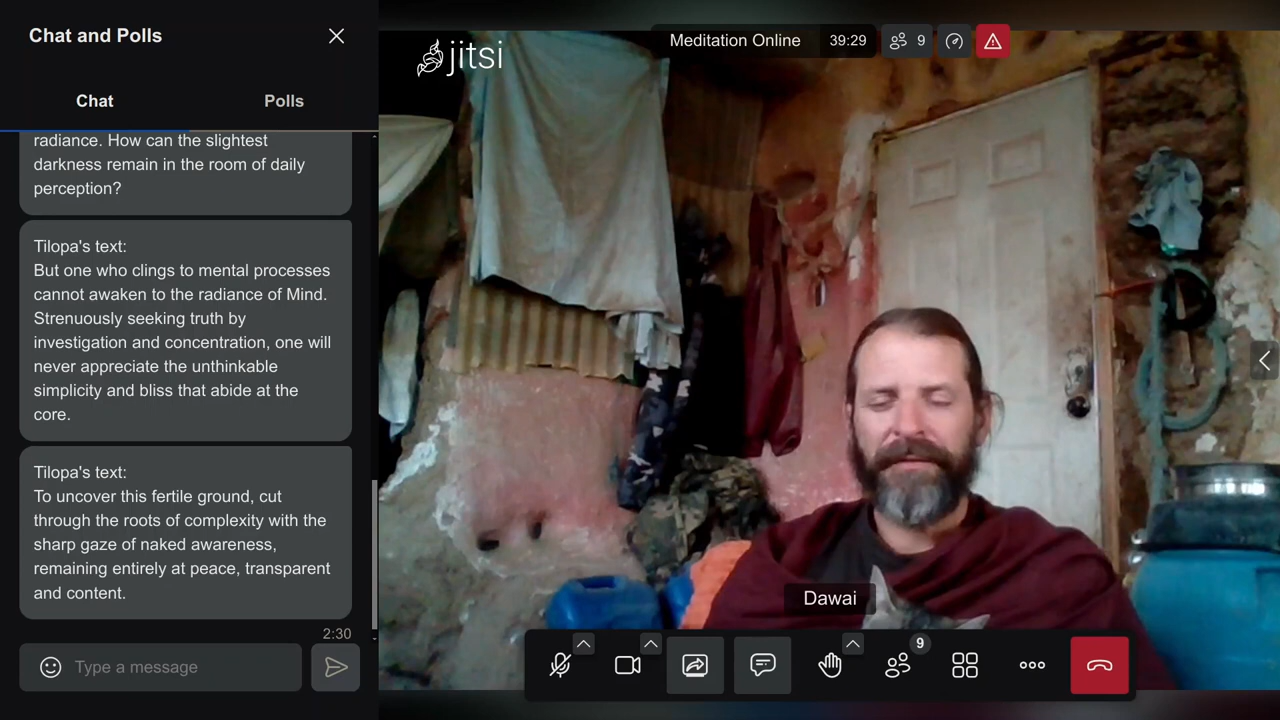 Chat and Polls
Chat
Polls
radiance. How can the slightest
darkness remain in the room of daily
perception?
Tilopa's text:
But one who clings to mental processes
cannot awaken to the radiance of Mind.
Strenuously seeking truth by
investigation and concentration, one will
never appreciate the unthinkable
simplicity and bliss that abide at the
core.
Tilopa's text:
To uncover this fertile ground, cut
through the roots of complexity with the
sharp gaze of naked awareness,
remaining entirely at peace, transparent
and content.
2:30
Type a message
jitsi
Meditation Online
39:29
9
Dawai
9